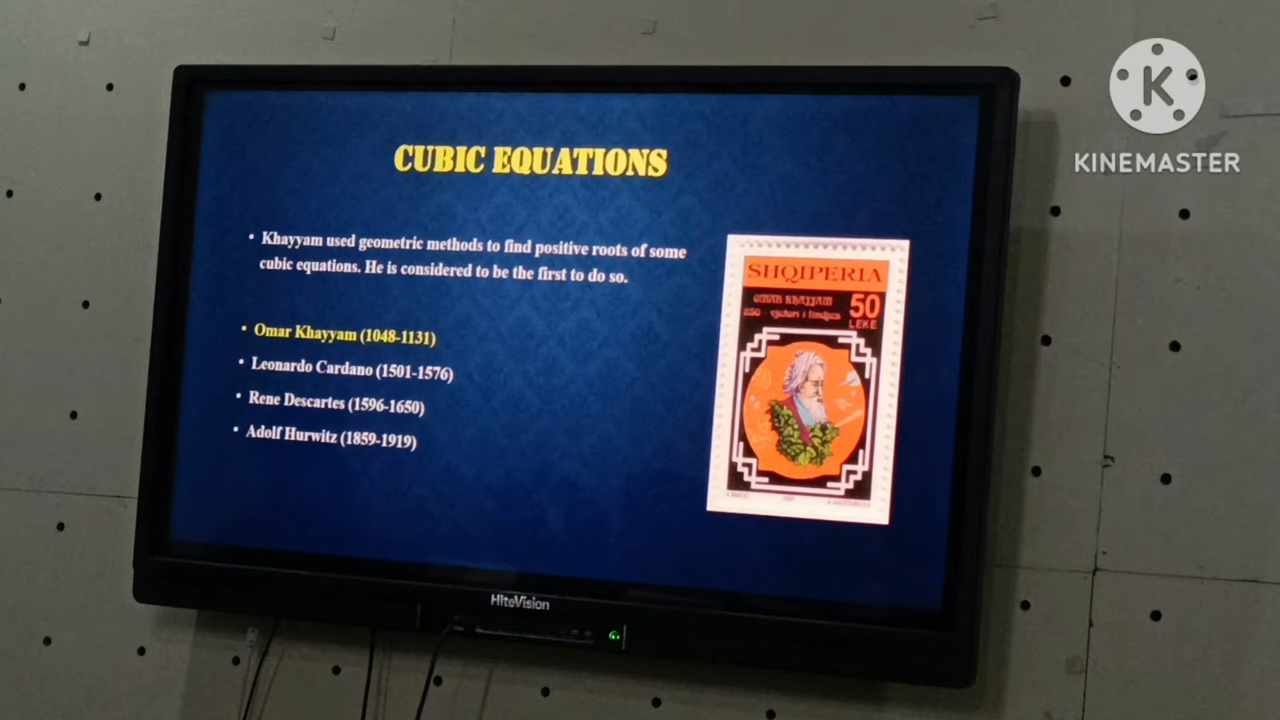 KINEMASTER
CUBIC EQUATIONS
• Khayyam used geometric methods to find positive roots of some
cubic equations. He is considered to be the first to do so.
• Omar Khayyam (1048-1131)
• Leonardo Cardano (1501-1576)
• Rene Descartes (1596-1650)
• Adolf Hurwitz (1859-1919)
SHQIPERIA
OMAR KHAYYAM
50
LEKE
HiteVision